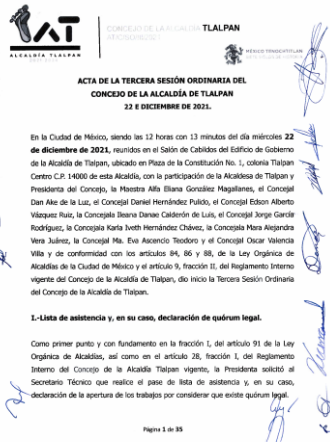 CONCEJO DE LA ALCALDÍA TLALPAN
ALCALDÍA TLALPAN
MÉXICO TENOCHTITLAN
ACTA DE LA TERCERA SESIÓN ORDINARIA DEL
CONCEJO DE LA ALCALDÍA DE TLALPAN
22 E DICIEMBRE DE 2021.
En la Ciudad de México, siendo las 12 horas con 13 minutos del día miércoles 22
de diciembre de 2021, reunidos en el Salón de Cabildos del Edificio de Gobierno
de la Alcaldía de Tlalpan, ubicado en Plaza de la Constitución No. 1, colonia Tlalpan
Centro C.P. 14000 de esta Alcaldía, con la participación de la Alcaldesa de Tlalpan y
Presidenta del Concejo, la Maestra Alfa Eliana González Magallanes, el Concejal
Dan Ake de la Luz, el Concejal Daniel Hernández Pulido, el Concejal Edson Alberto
Vázquez Ruiz, la Concejala Ileana Danae Calderón de Luis, el Concejal Jorge García
Rodríguez, la Concejala Karla Iveth Hernández Chávez, la Concejala Mara Alejandra
Vera Juárez, la Concejal Ma. Eva Ascencio Teodoro y el Concejal Oscar Valencia
Villa y de conformidad con los artículos 84, 86 y 88, de la Ley Orgánica de
Alcaldías de la Ciudad de México y el artículo 9, fracción II, del Reglamento Interno
vigente del Concejo de la Alcaldía de Tlalpan, dio inicio la Tercera Sesión Ordinaria
del Concejo de la Alcaldía de Tlalpan.
I.-Lista de asistencia y, en su caso, declaración de quórum legal.
Como primer punto y con fundamento en la fracción I, del artículo 91 de la Ley
Orgánica de Alcaldías, así como en el artículo 28, fracción I, del Reglamento
Interno del Concejo de la Alcaldía Tlalpan vigente, la Presidenta solicitó al
Secretario Técnico que realice el pase de lista de asistencia y, en su caso,
declaración de la apertura de los trabajos por considerar que existe quórum legal.
Página 1 de 35